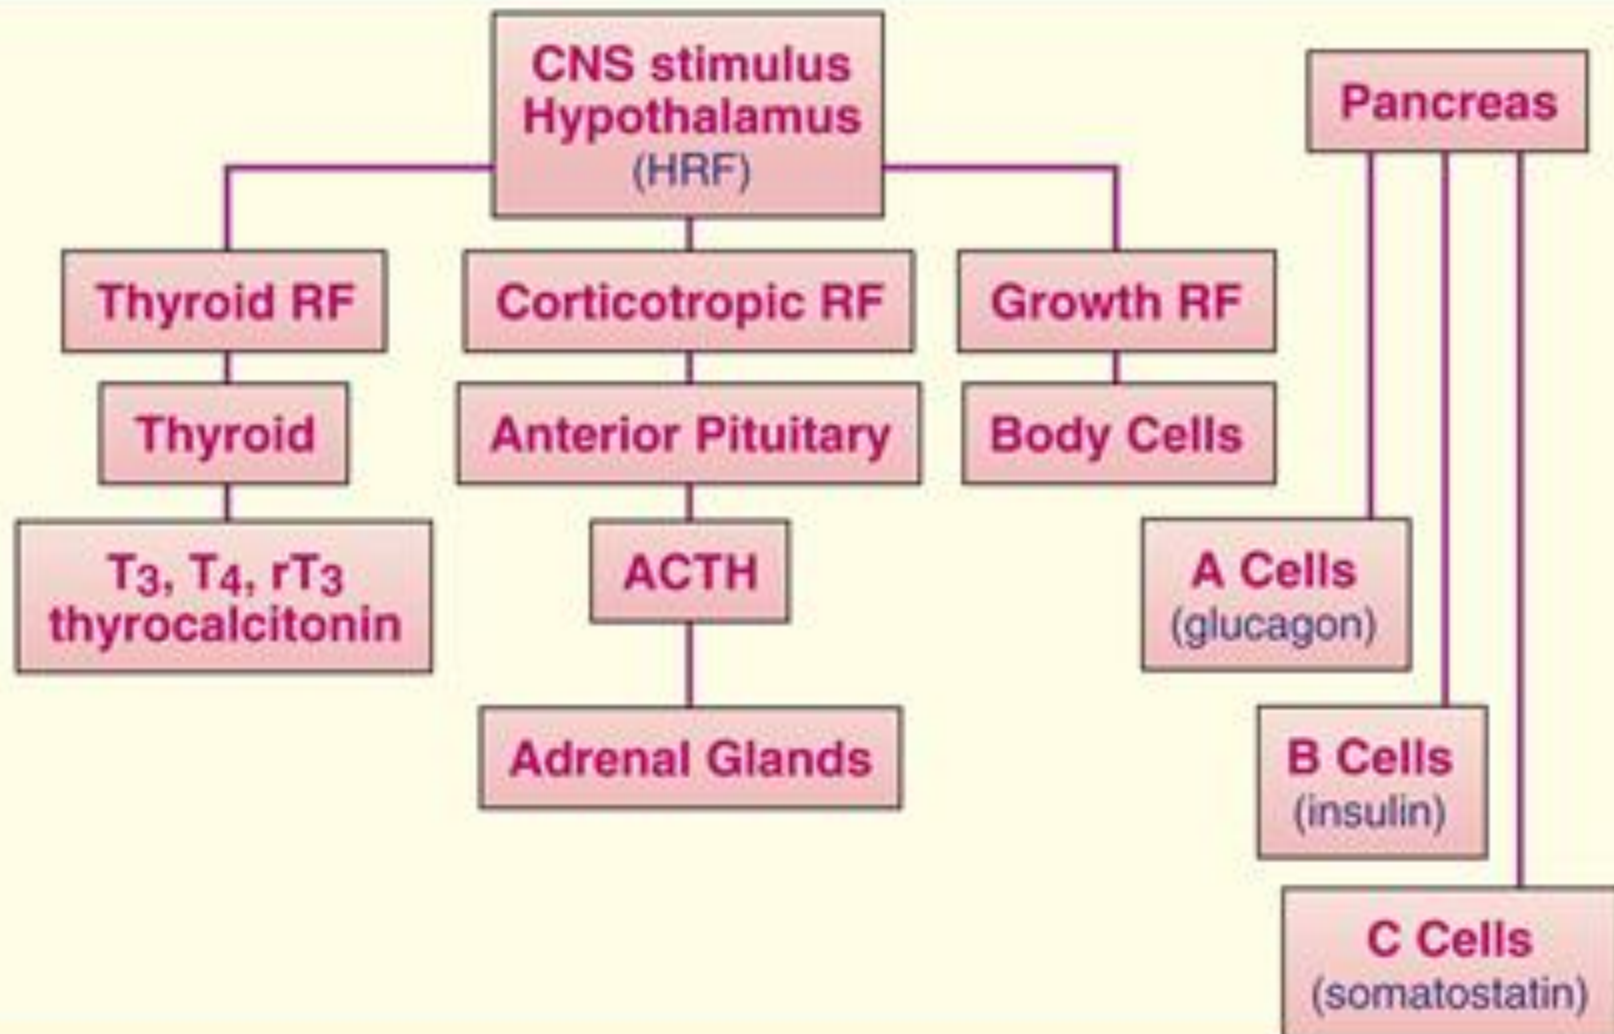 CNS stimulus
Hypothalamus
(HRF)
Pancreas
Thyroid RF
Corticotropic RF
Growth RF
Thyroid
Anterior Pituitary
Body Cells
T3, T4, rT3
thyrocalcitonin
ACTH
A Cells
(glucagon)
Adrenal Glands
B Cells
(insulin)
C Cells
(somatostatin)